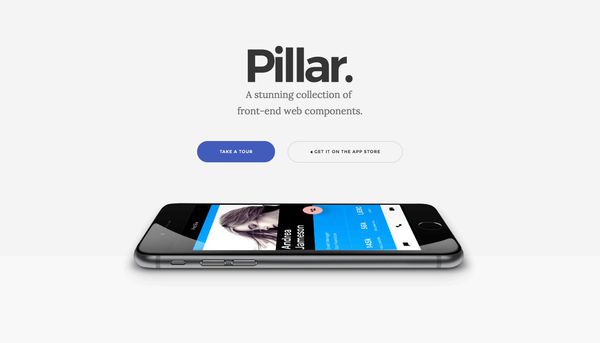 Pillar.
A stunning collection of
front-end web components.
TAKE A TOUR
GET IT ON THE APP STORE
Andrea
Jameson